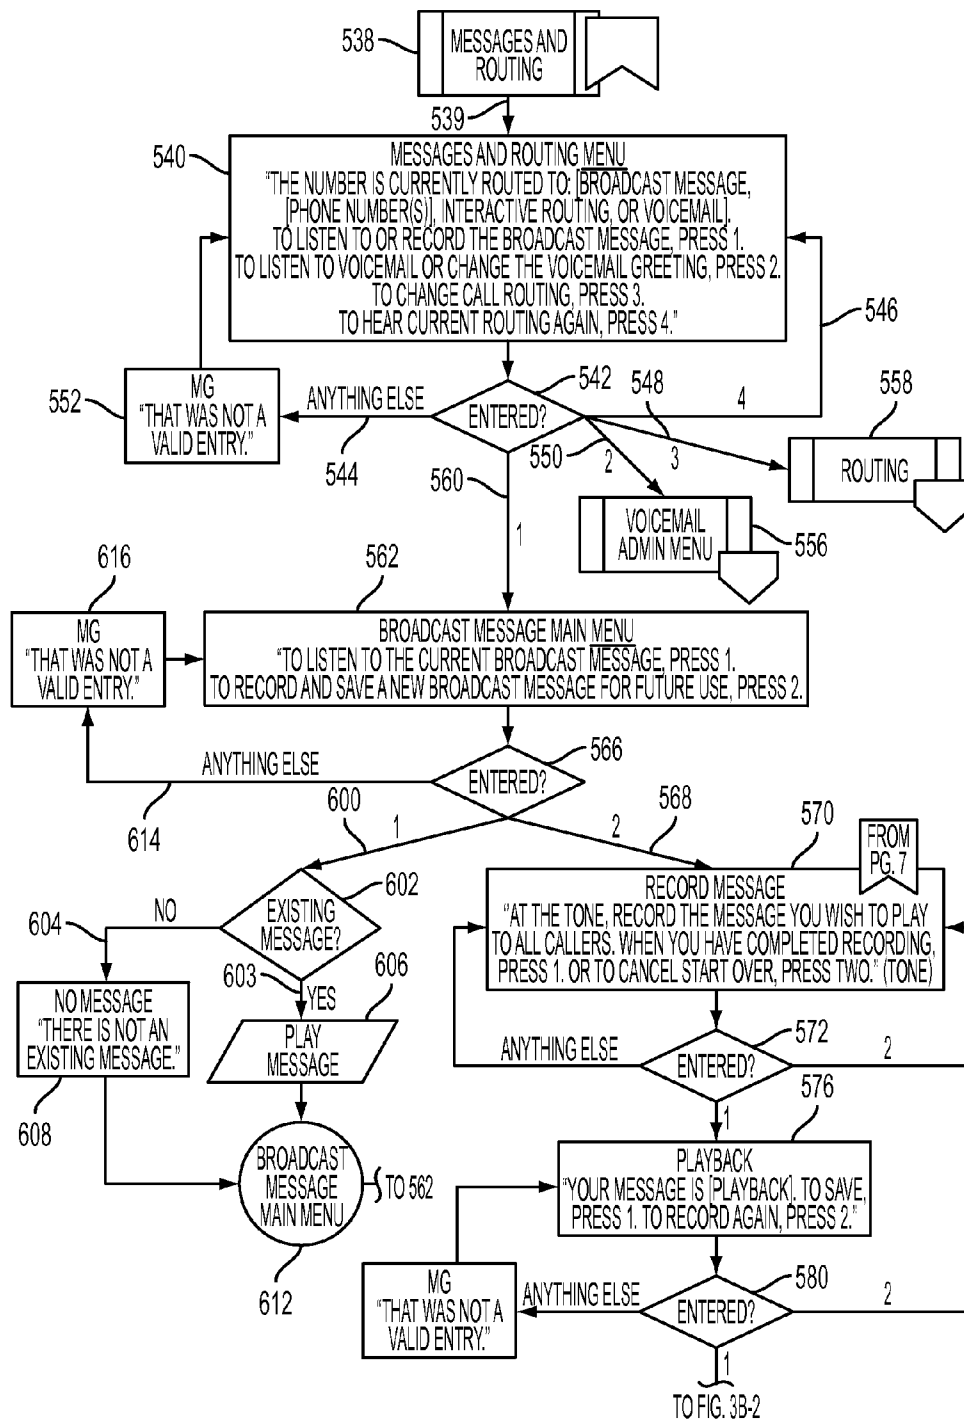 538
MESSAGES AND
ROUTING
539
540
MESSAGES AND ROUTING MENU
“THE NUMBER IS CURRENTLY ROUTED TO: [BROADCAST MESSAGE,
[PHONE NUMBER(S)], INTERACTIVE ROUTING, OR VOICEMAIL].
TO LISTEN TO OR RECORD THE BROADCAST MESSAGE, PRESS 1.
TO LISTEN TO VOICEMAIL OR CHANGE THE VOICEMAIL GREETING, PRESS 2.
TO CHANGE CALL ROUTING, PRESS 3.
TO HEAR CURRENT ROUTING AGAIN, PRESS 4.”
546
552
MG
“THAT WAS NOT A
VALID ENTRY.”
ANYTHING ELSE
544
542
ENTERED?
548
4
558
550
2
3
ROUTING
560
1
VOICEMAIL
ADMIN MENU
556
616
562
MG
“THAT WAS NOT A
VALID ENTRY.”
BROADCAST MESSAGE MAIN MENU
“TO LISTEN TO THE CURRENT BROADCAST MESSAGE, PRESS 1.
TO RECORD AND SAVE A NEW BROADCAST MESSAGE FOR FUTURE USE, PRESS 2.
566
ANYTHING ELSE
ENTERED?
614
600
1
2
568
570
FROM
PG. 7
602
604
NO
EXISTING
MESSAGE?
RECORD MESSAGE
“AT THE TONE, RECORD THE MESSAGE YOU WISH TO PLAY
TO ALL CALLERS. WHEN YOU HAVE COMPLETED RECORDING,
PRESS 1. OR TO CANCEL START OVER, PRESS TWO.” (TONE)
603
YES
606
NO MESSAGE
“THERE IS NOT AN
EXISTING MESSAGE.”
608
PLAY
MESSAGE
572
ANYTHING ELSE
ENTERED?
2
1
576
BROADCAST
MESSAGE
MAIN MENU
TO 562
612
PLAYBACK
“YOUR MESSAGE IS [PLAYBACK]. TO SAVE,
PRESS 1. TO RECORD AGAIN, PRESS 2.”
580
MG
“THAT WAS NOT A
VALID ENTRY.”
ANYTHING ELSE
ENTERED?
2
1
TO FIG. 3B-2